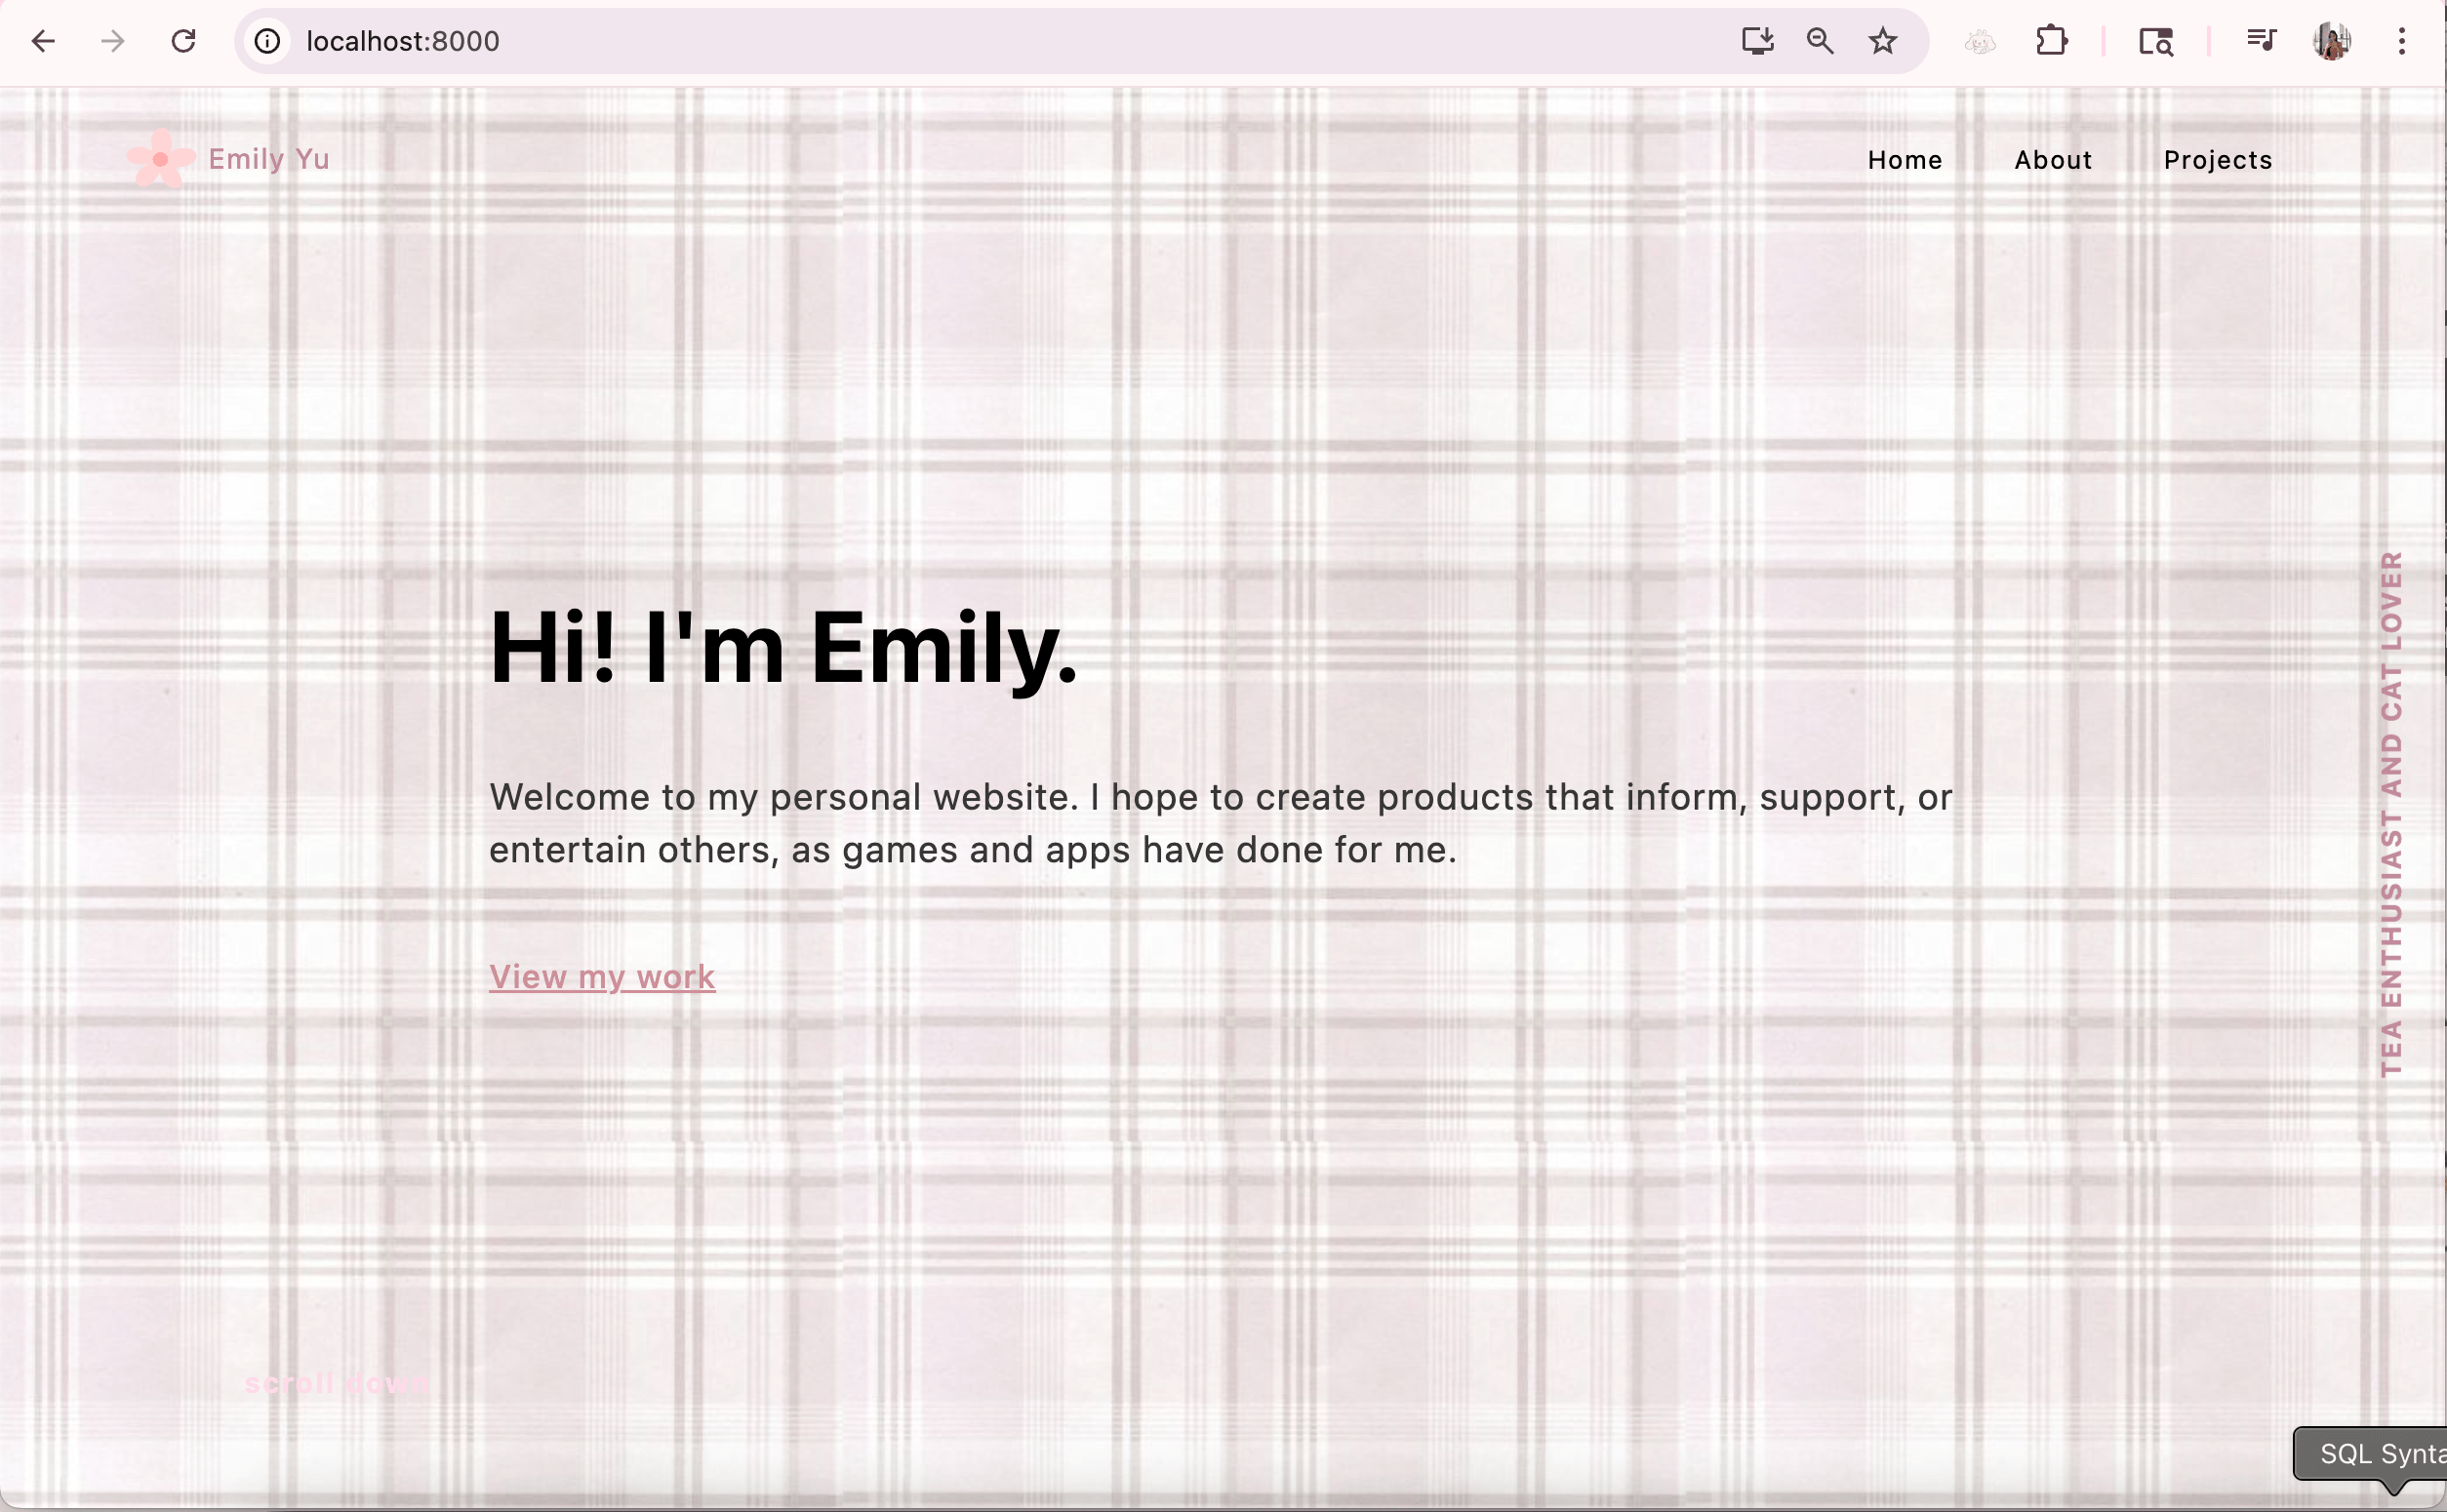 localhost:8000
Emily Yu
Home About Projects
Hi! I'm Emily.
Welcome to my personal website. I hope to create products that inform, support, or
entertain others, as games and apps have done for me.
View my work
TEA ENTHUSIAST AND CAT LOVER
scroll down
SQL Synta